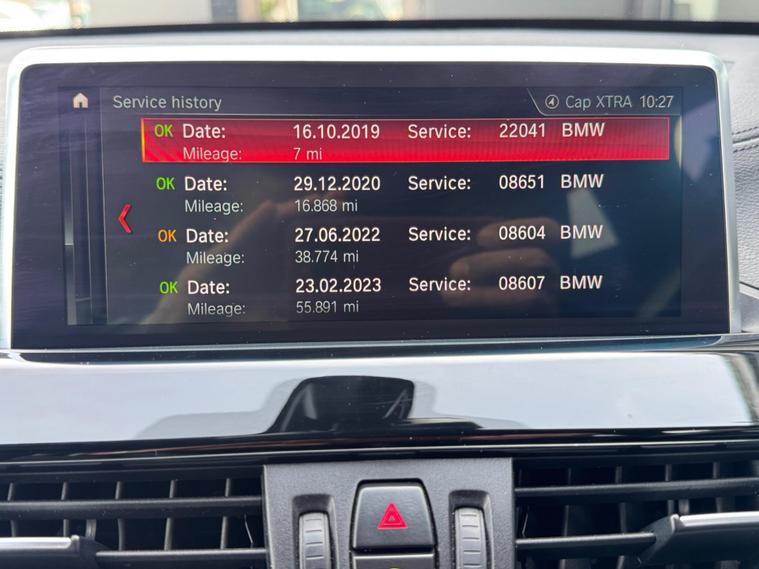 Service history Cap XTRA 10:27
OK Date: 16.10.2019 Service: 22041 BMW
Mileage: 7 mi
OK Date: 29.12.2020 Service: 08651 BMW
Mileage: 16.868 mi
OK Date: 27.06.2022 Service: 08604 BMW
Mileage: 38.774 mi
OK Date: 23.02.2023 Service: 08607 BMW
Mileage: 55.891 mi